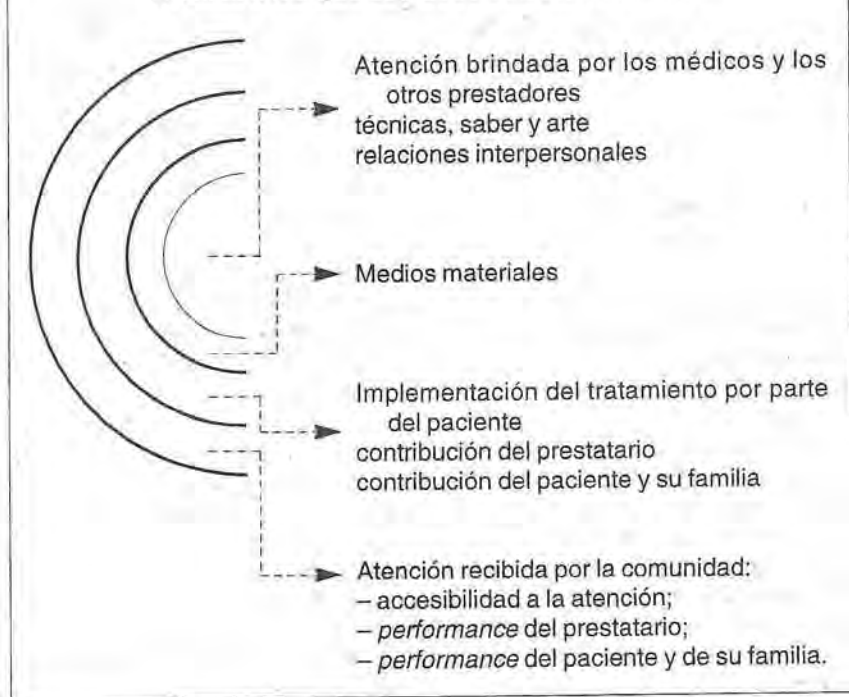 Atención brindada por los médicos y los
otros prestadores
técnicas, saber y arte
relaciones interpersonales
Medios materiales
Implementación del tratamiento por parte
del paciente
contribución del prestatario
contribución del paciente y su familia
Atención recibida por la comunidad:
– accesibilidad a la atención;
– performance del prestatario;
– performance del paciente y de su familia.